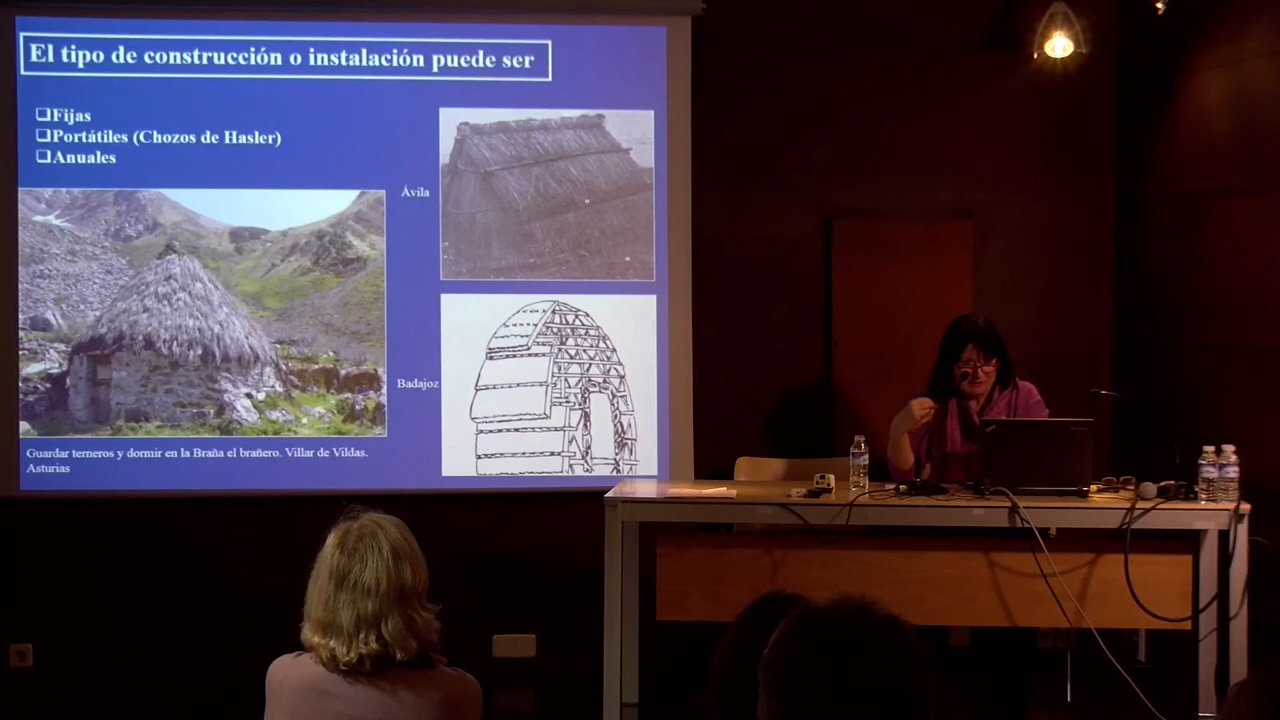 El tipo de construcción o instalación puede ser
Fijas
Portátiles (Chozos de Hasler)
Anuales
Ávila
Badajoz
Guardar terneros y dormir en la Braña el brañero. Villar de Vildas.
Asturias